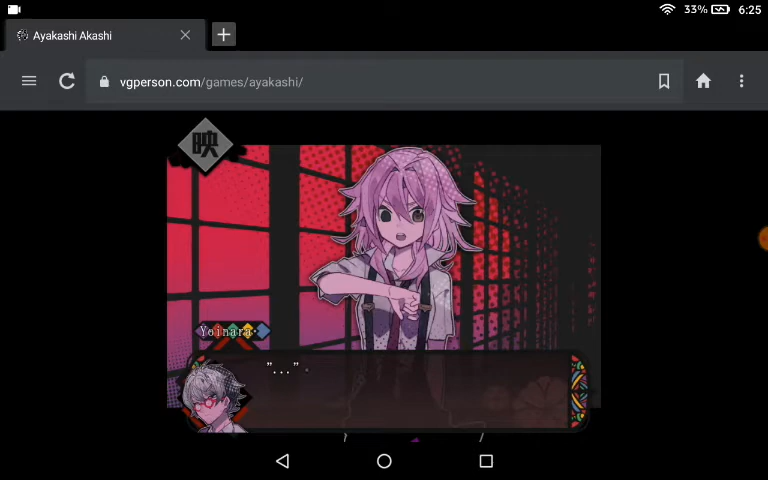 33% 6:25
Ayakashi Akashi
vgperson.com/games/ayakashi/
映
Yoinara
"..."